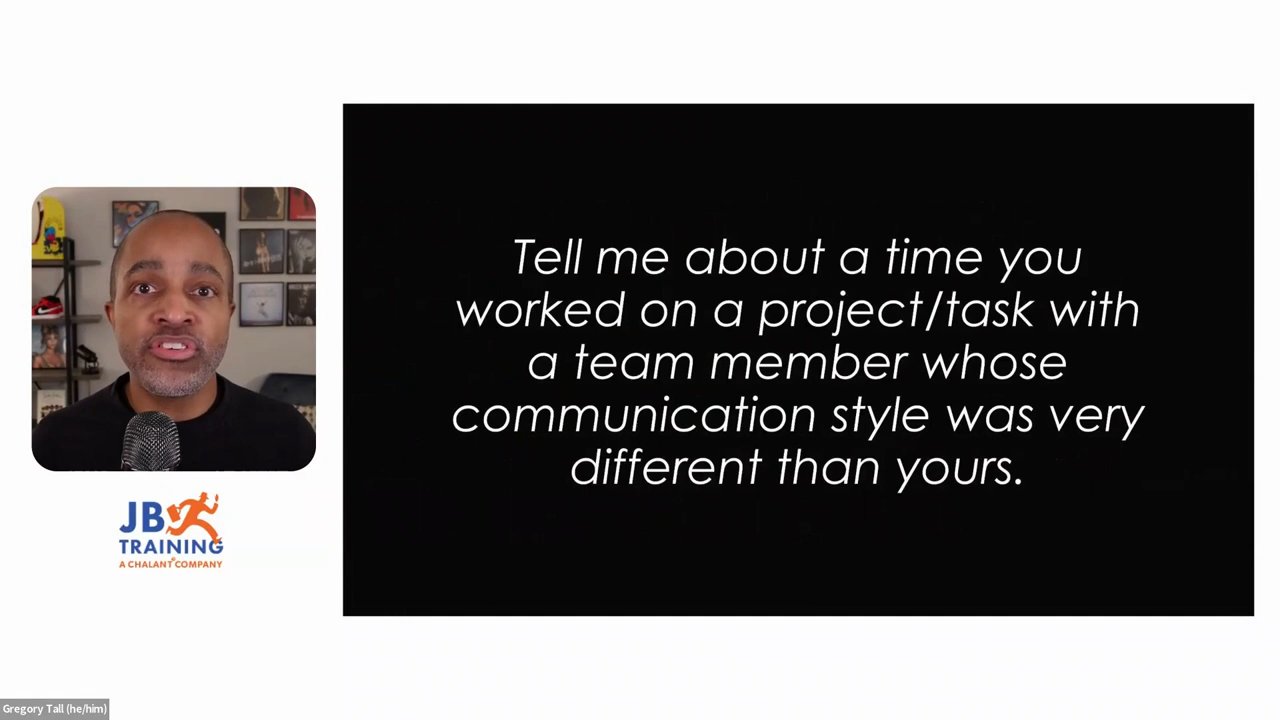 Tell me about a time you
worked on a project/task with
a team member whose
communication style was very
different than yours.
JB
TRAINING
A CHALANT® COMPANY
Gregory Tall (he/him)